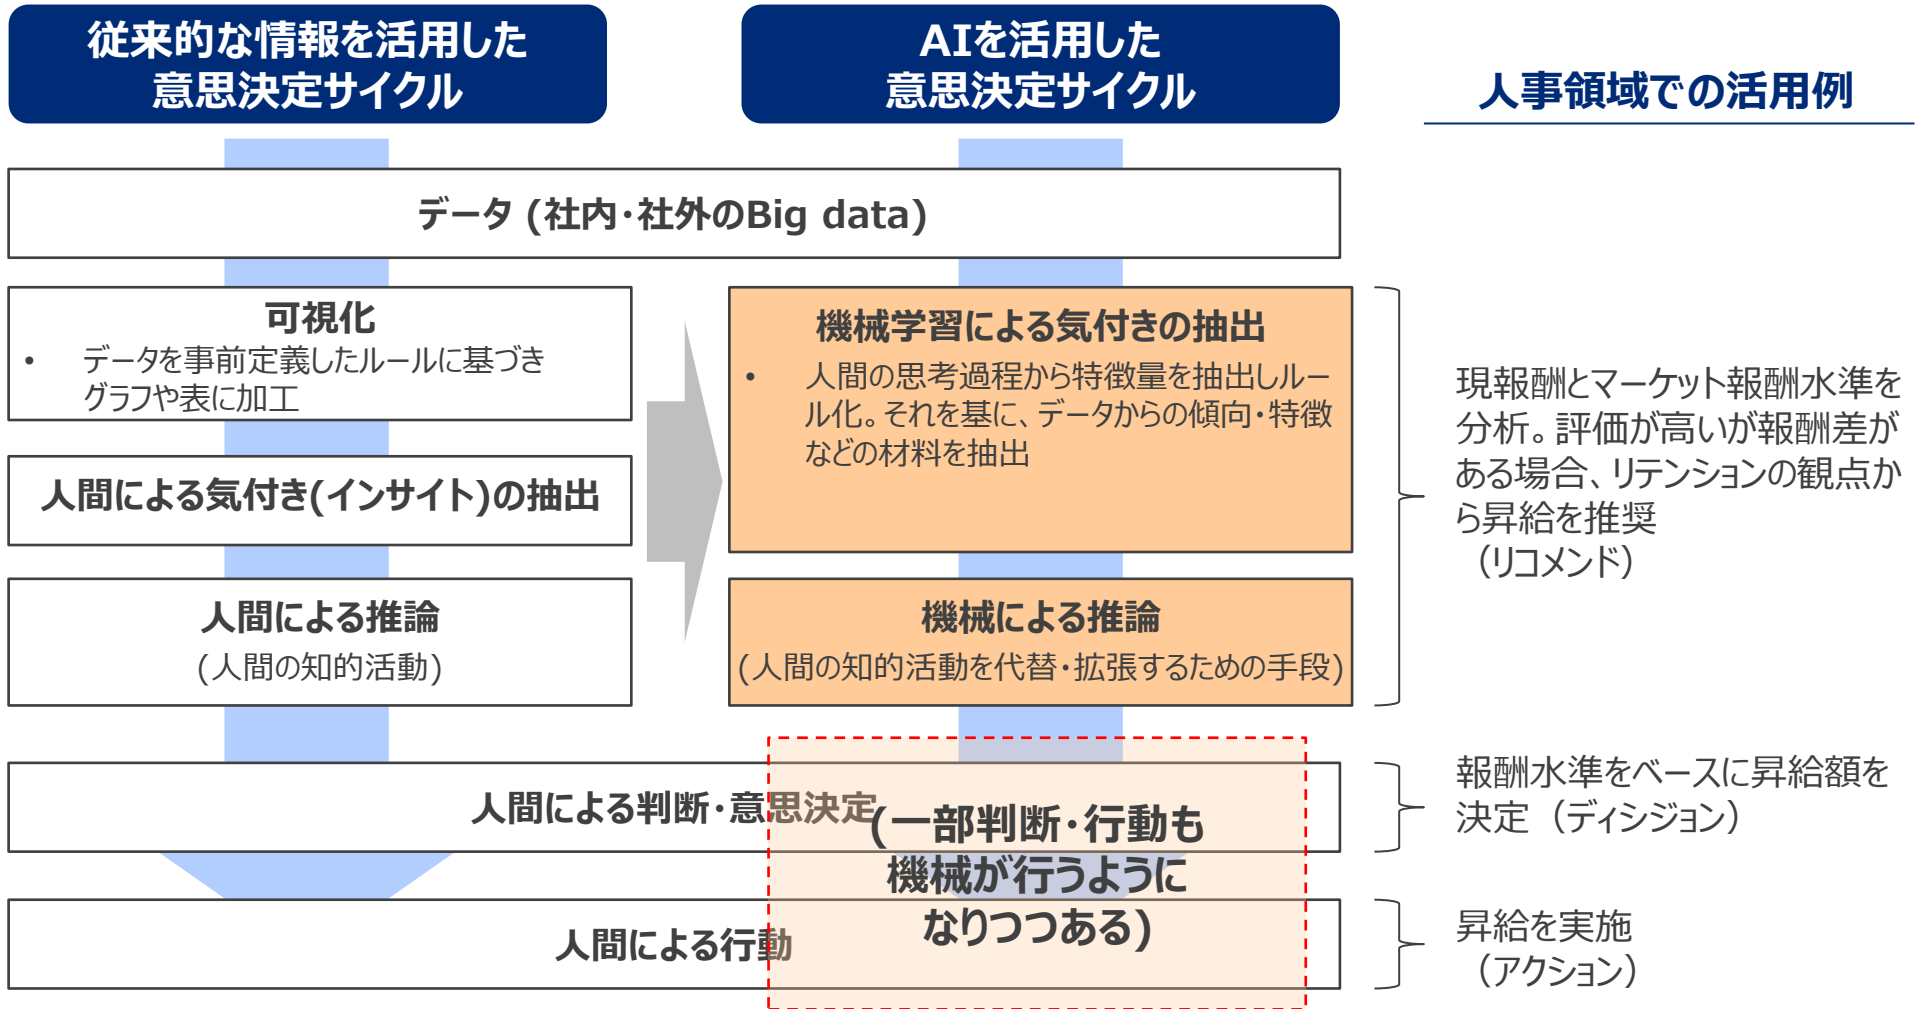 従来的な情報を活用した
意思決定サイクル
AIを活用した
意思決定サイクル
人事領域での活用例
データ (社内・社外のBig data)
可視化
• データを事前定義したルールに基づき
グラフや表に加工
人間による気付き(インサイト)の抽出
人間による推論
(人間の知的活動)
機械学習による気付きの抽出
• 人間の思考過程から特徴量を抽出しルー
ル化。それを基に、データからの傾向・特徴
などの材料を抽出
機械による推論
(人間の知的活動を代替・拡張するための手段)
現報酬とマーケット報酬水準を
分析。評価が高いが報酬差が
ある場合、リテンションの観点か
ら昇給を推奨
（リコメンド）
人間による判断・意思決定
(一部判断・行動も
機械が行うように
なりつつある)
報酬水準をベースに昇給額を
決定（ディシジョン）
人間による行動
昇給を実施
（アクション）